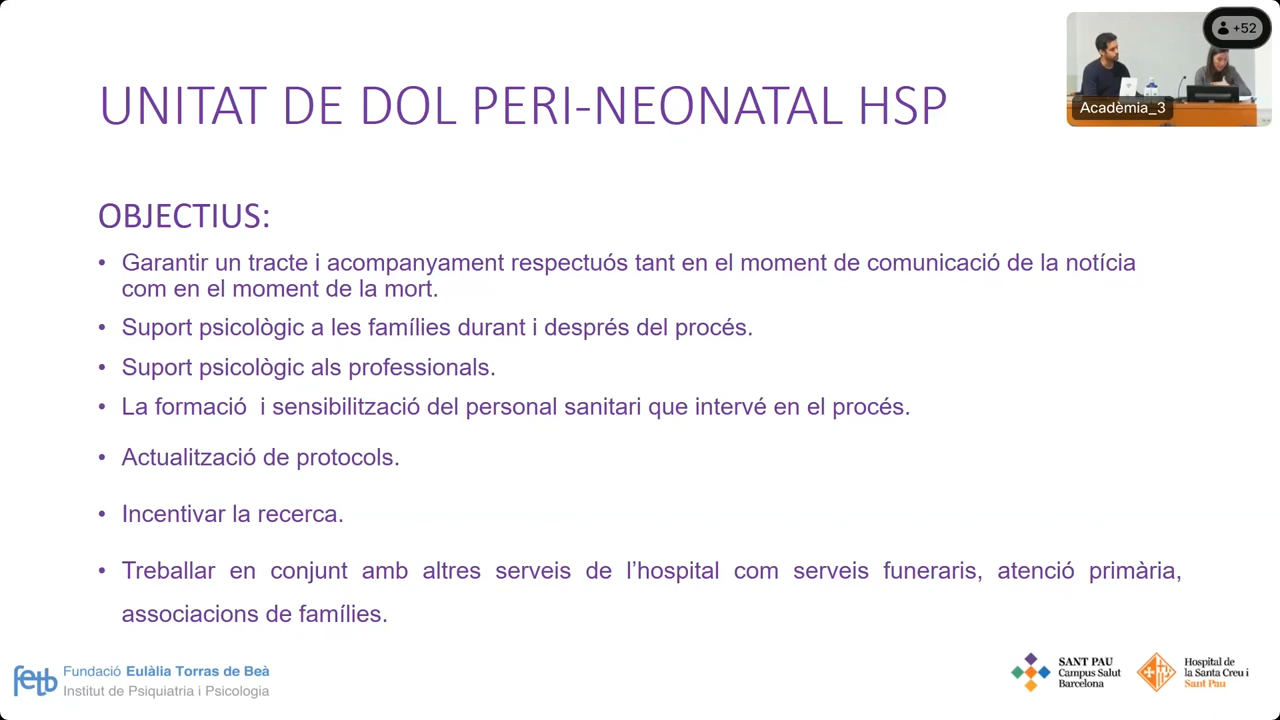 UNITAT DE DOL PERI-NEONATAL HSP
+52
Acadèmia_3
OBJECTIUS:
• Garantir un tracte i acompanyament respectuós tant en el moment de comunicació de la notícia
com en el moment de la mort.
• Suport psicològic a les famílies durant i després del procés.
• Suport psicològic als professionals.
• La formació i sensibilització del personal sanitari que intervé en el procés.
• Actualització de protocols.
• Incentivar la recerca.
• Treballar en conjunt amb altres serveis de l’hospital com serveis funeraris, atenció primària,
associacions de famílies.
fetb
Fundació Eulàlia Torras de Beà
Institut de Psiquiatria i Psicologia
SANT PAU
Campus Salut
Barcelona
Hospital de
la Santa Creu i
Sant Pau